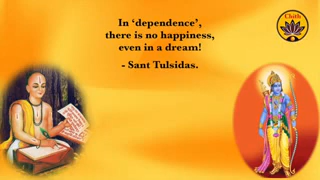 In ‘dependence’,
there is no happiness,
even in a dream!
- Sant Tulsidas.